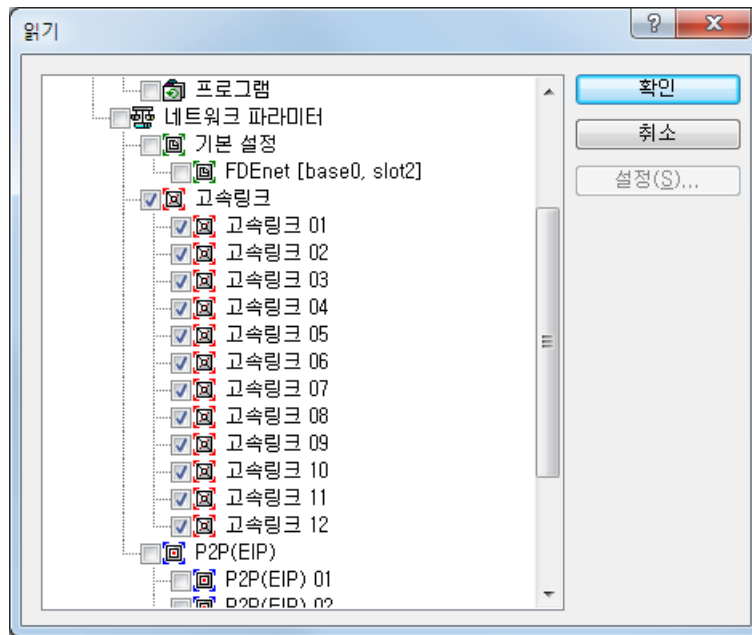 읽기
프로그램
네트워크 파라미터
기본 설정
FDEnet [base0, slot2]
고속링크
고속링크 01
고속링크 02
고속링크 03
고속링크 04
고속링크 05
고속링크 06
고속링크 07
고속링크 08
고속링크 09
고속링크 10
고속링크 11
고속링크 12
P2P(EIP)
P2P(EIP) 01
P2P(EIP) 02
확인
취소
설정(S)...